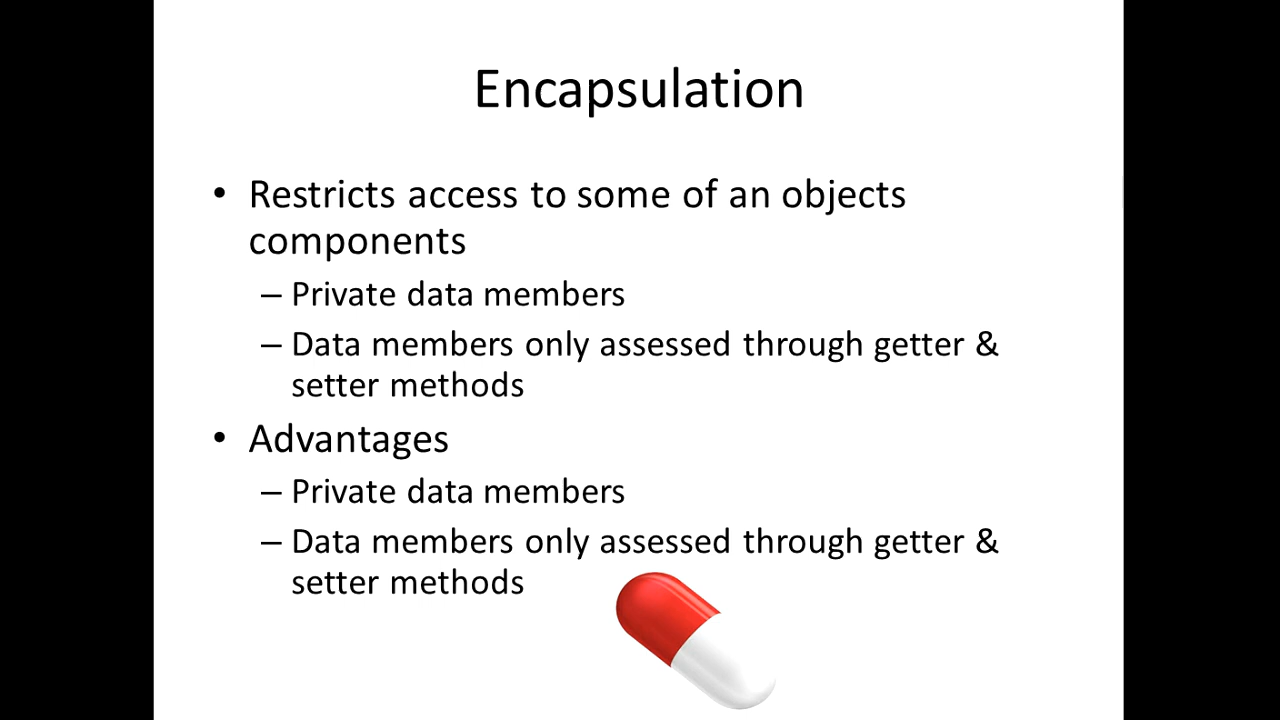 Encapsulation
• Restricts access to some of an objects
components
– Private data members
– Data members only assessed through getter &
setter methods
• Advantages
– Private data members
– Data members only assessed through getter &
setter methods